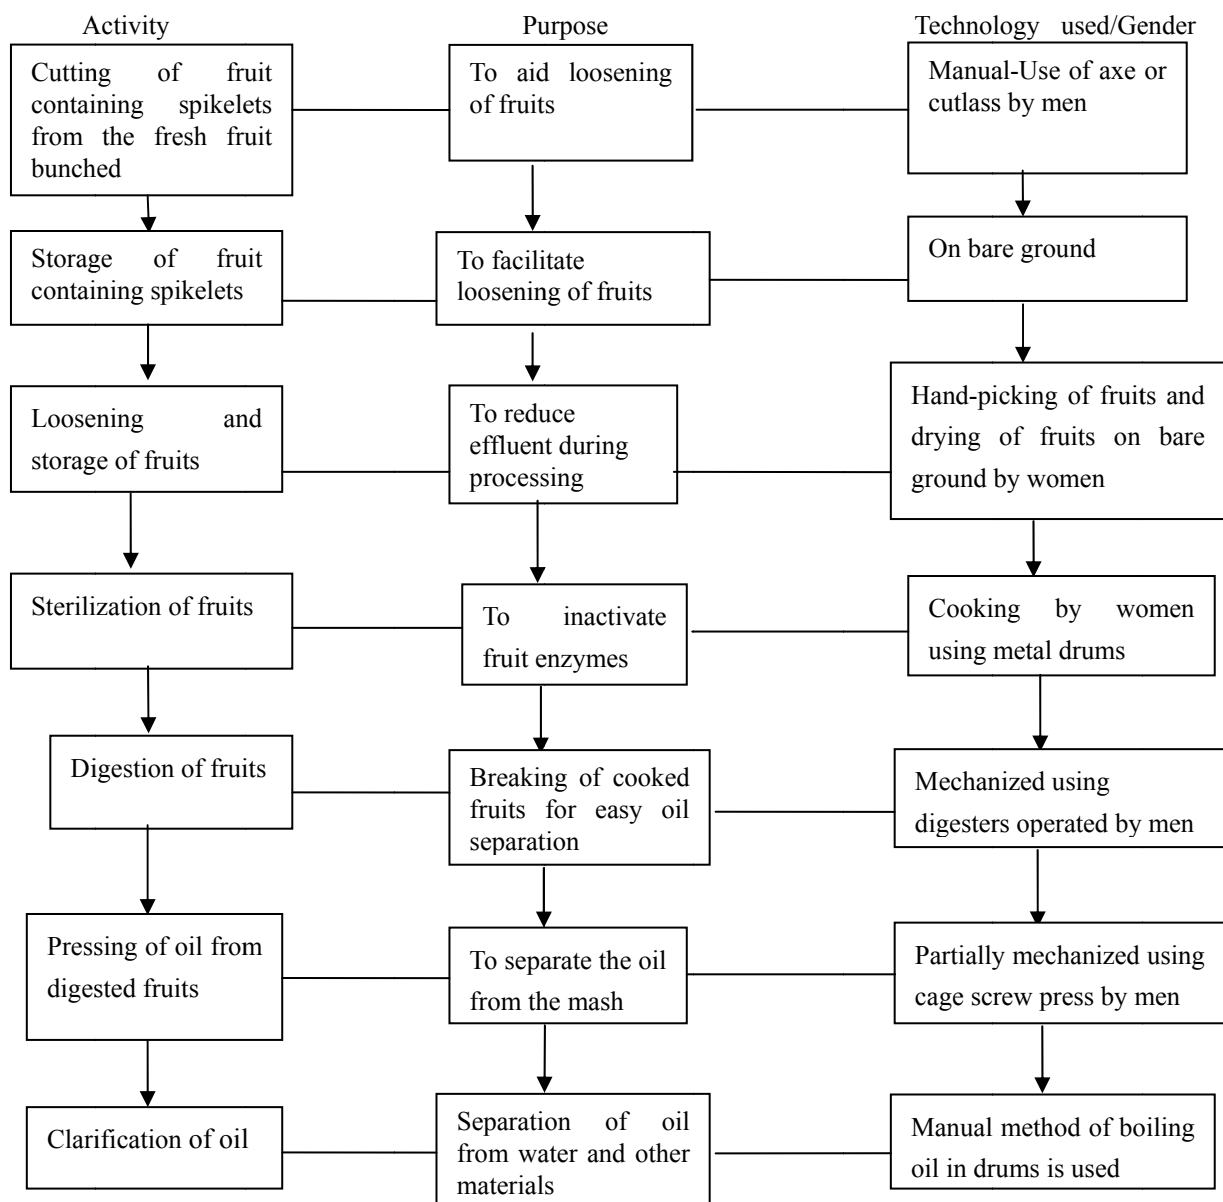 Activity
Purpose
Technology used/Gender
Cutting of fruit
containing spikelets
from the fresh fruit
bunched
To aid loosening
of fruits
Manual-Use of axe or
cutlass by men
Storage of fruit
containing spikelets
To facilitate
loosening of fruits
On bare ground
Loosening and
storage of fruits
To reduce
effluent during
processing
Hand-picking of fruits and
drying of fruits on bare
ground by women
Sterilization of fruits
To inactivate
fruit enzymes
Cooking by women
using metal drums
Digestion of fruits
Breaking of cooked
fruits for easy oil
separation
Mechanized using
digesters operated by men
Pressing of oil from
digested fruits
To separate the oil
from the mash
Partially mechanized using
cage screw press by men
Clarification of oil
Separation of oil
from water and other
materials
Manual method of boiling
oil in drums is used